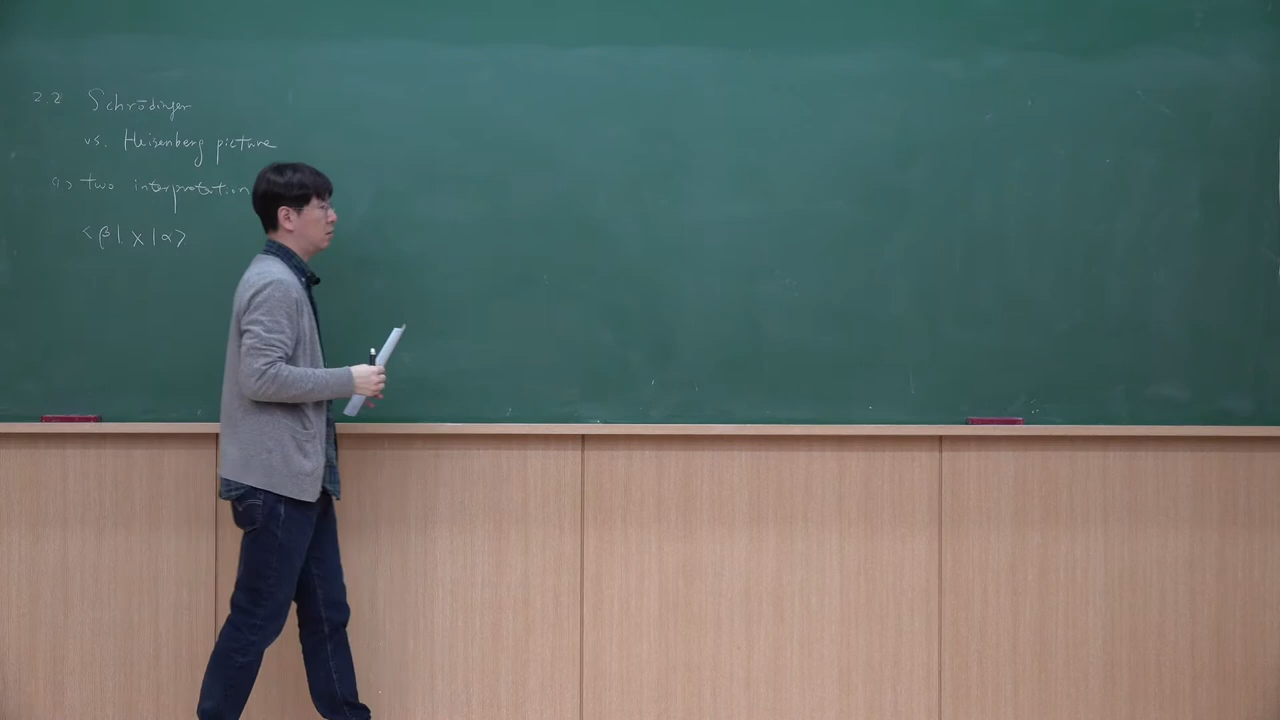 2.2 Schrödinger
vs. Heisenberg picture
a) two interpretation
<β| X |α>